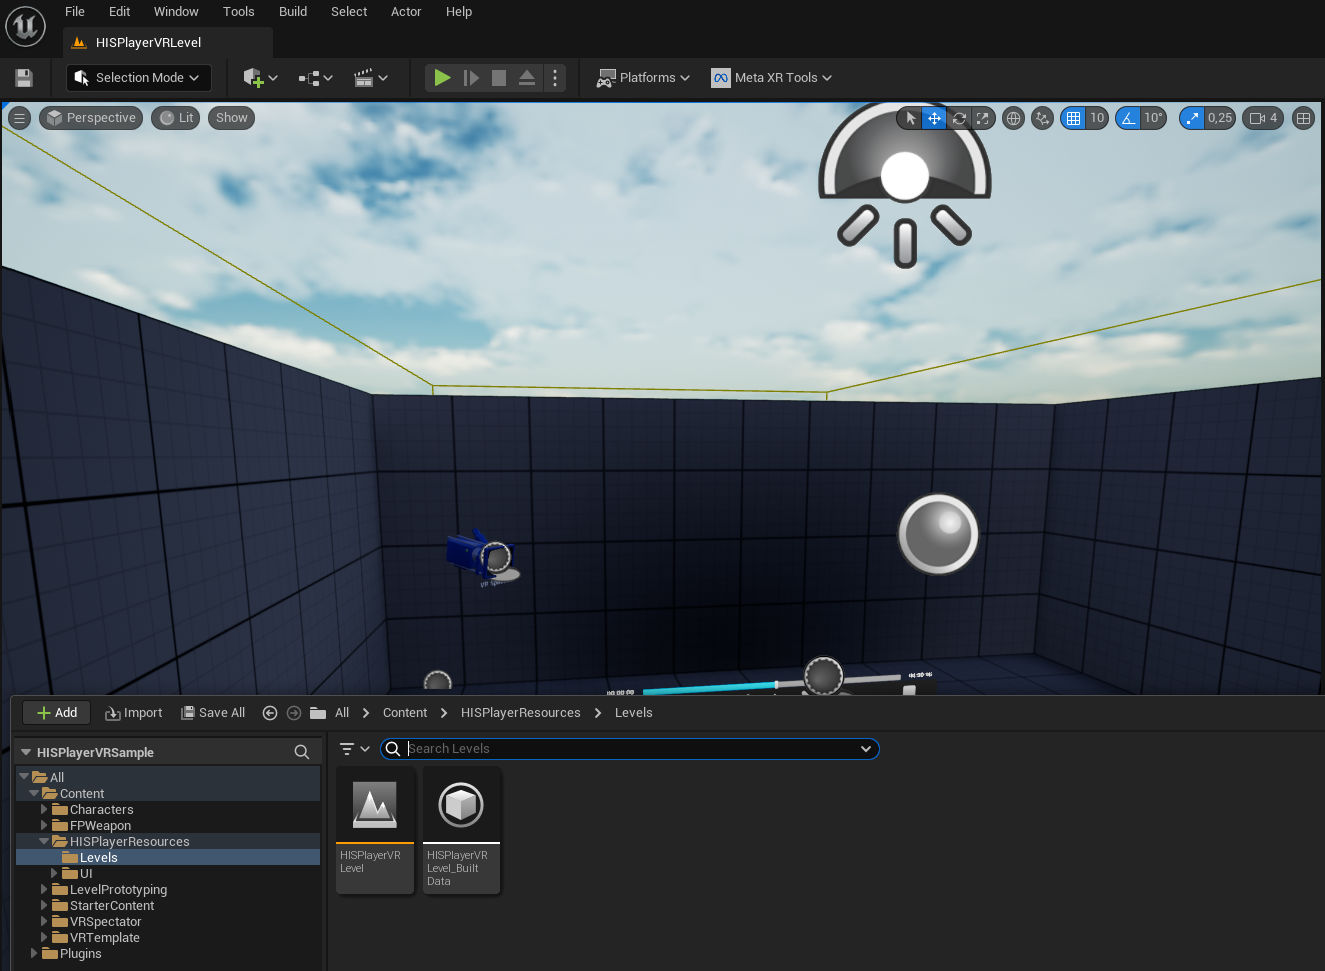 File Edit Window Tools Build Select Actor Help
HISPlayerVRLevel
Selection Mode Platforms Meta XR Tools
Perspective Lit Show 10 10° 0,25 4
Add Import Save All All Content HISPlayerResources Levels
HISPlayerVRSample
Search Levels
All
Content
Characters
FPWeapon
HISPlayerResources
Levels
UI
LevelPrototyping
StarterContent
VRSpectator
VRTemplate
Plugins
HISPlayerVR
Level
HISPlayerVR
Level_Built
Data